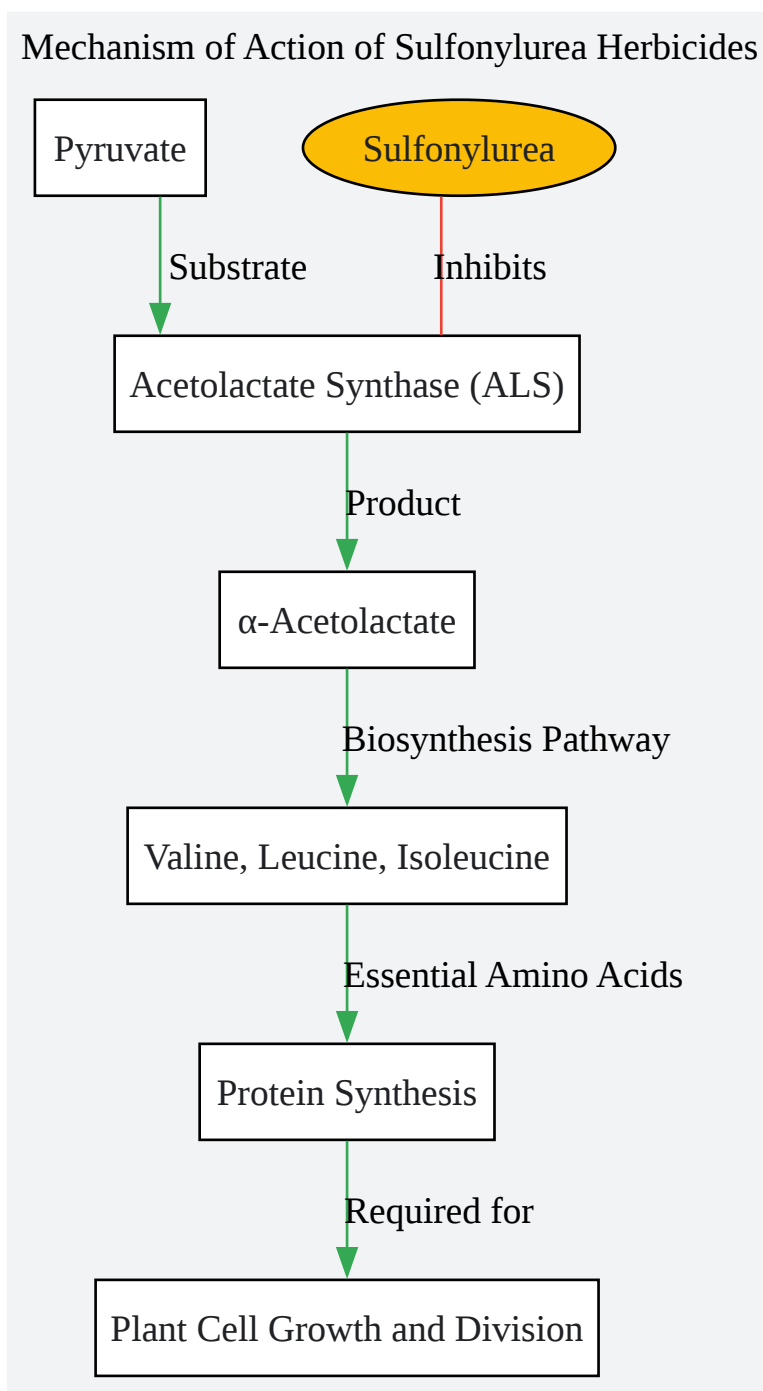 Mechanism of Action of Sulfonylurea Herbicides
Pyruvate
Sulfonylurea
Substrate
Inhibits
Acetolactate Synthase (ALS)
Product
α-Acetolactate
Biosynthesis Pathway
Valine, Leucine, Isoleucine
Essential Amino Acids
Protein Synthesis
Required for
Plant Cell Growth and Division